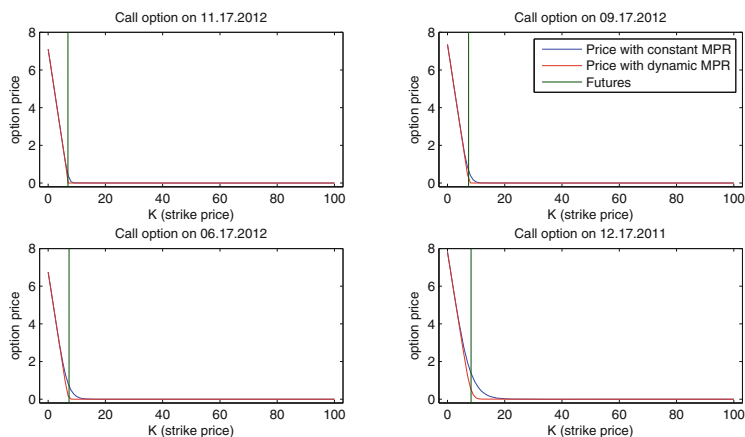 Call option on 11.17.2012
8
6
4
2
0
option price
0 20 40 60 80 100
K (strike price)
Call option on 09.17.2012
8
6
4
2
0
option price
Price with constant MPR
Price with dynamic MPR
Futures
0 20 40 60 80 100
K (strike price)
Call option on 06.17.2012
8
6
4
2
0
option price
0 20 40 60 80 100
K (strike price)
Call option on 12.17.2011
8
6
4
2
0
option price
0 20 40 60 80 100
K (strike price)